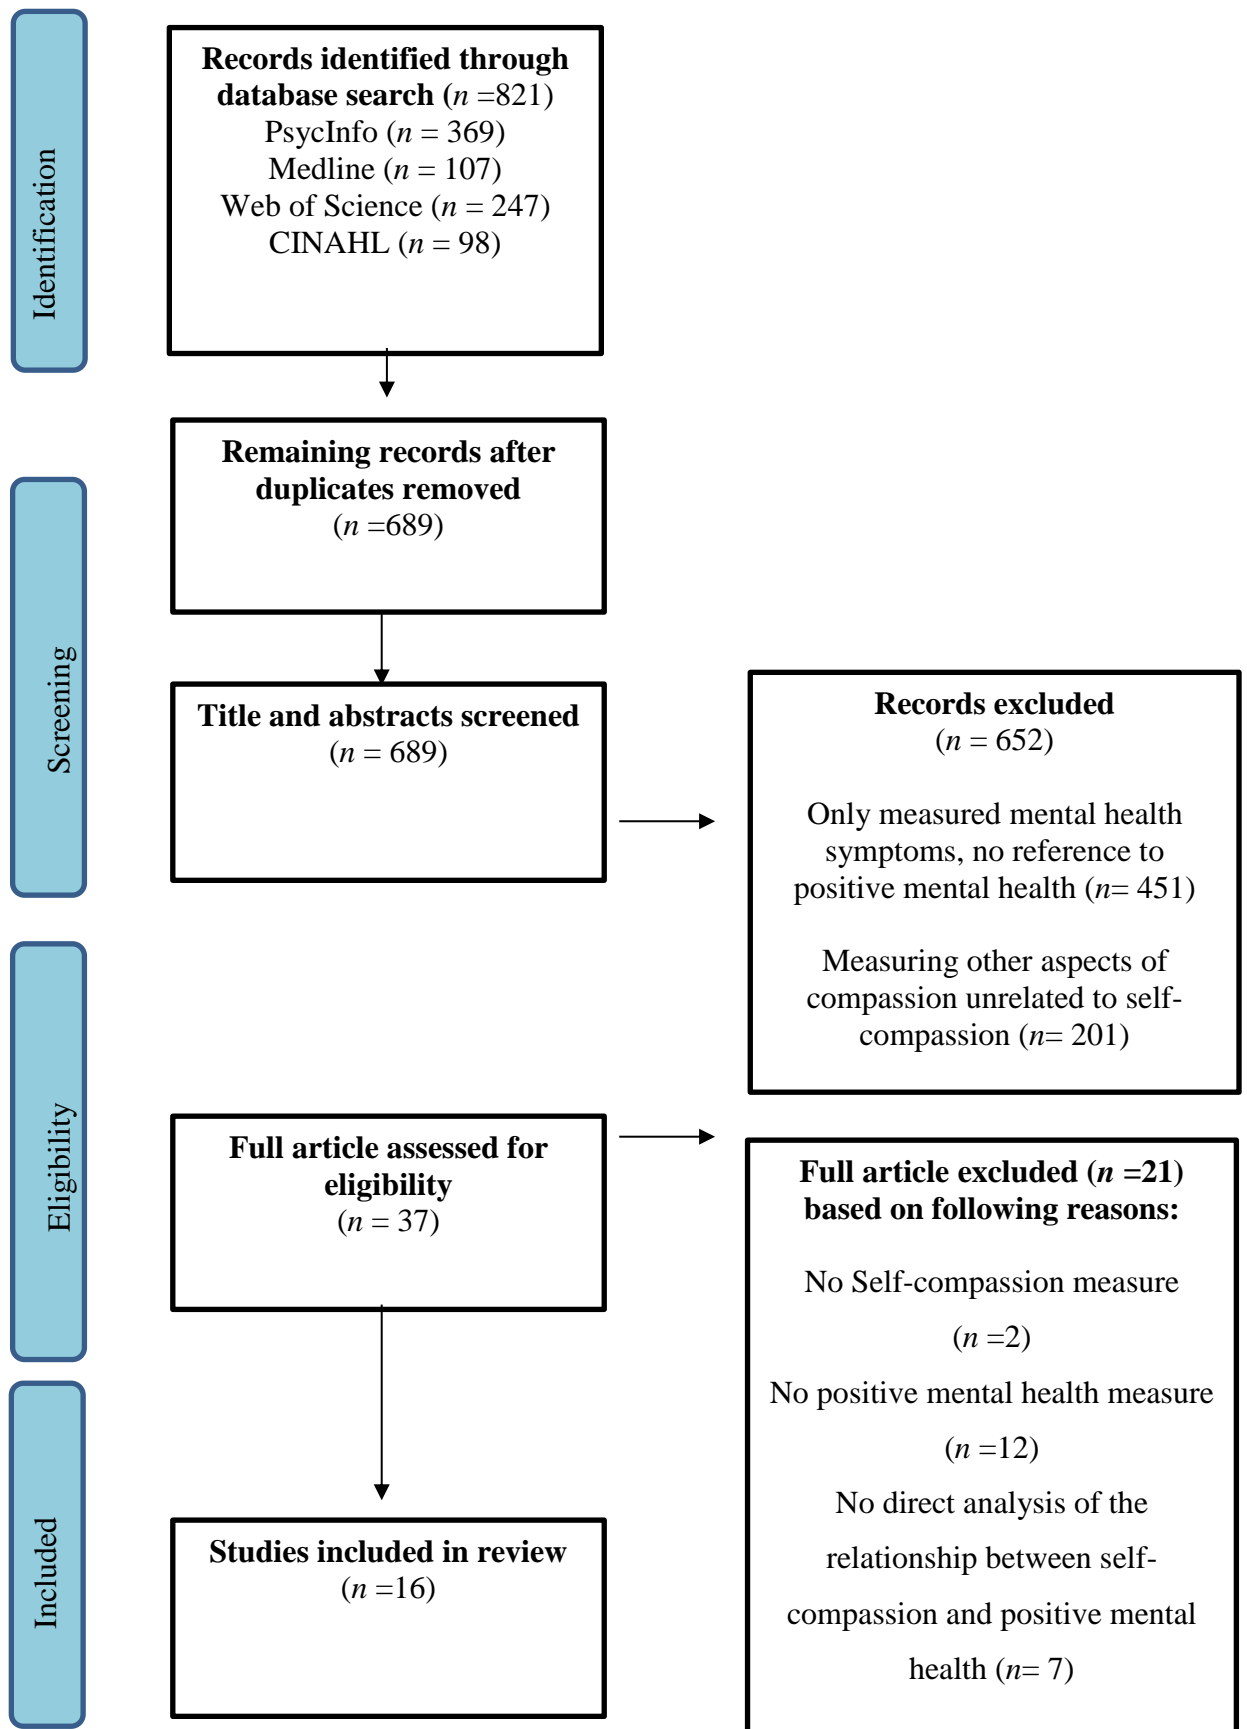 Identification
Records identified through
database search (n =821)
PsycInfo (n = 369)
Medline (n = 107)
Web of Science (n = 247)
CINAHL (n = 98)
Screening
Remaining records after
duplicates removed
(n =689)
Title and abstracts screened
(n = 689)
Records excluded
(n = 652)
Only measured mental health
symptoms, no reference to
positive mental health (n= 451)
Measuring other aspects of
compassion unrelated to self-
compassion (n= 201)
Eligibility
Full article assessed for
eligibility
(n = 37)
Full article excluded (n =21)
based on following reasons:
No Self-compassion measure
(n =2)
No positive mental health measure
(n =12)
No direct analysis of the
relationship between self-
compassion and positive mental
health (n= 7)
Included
Studies included in review
(n =16)